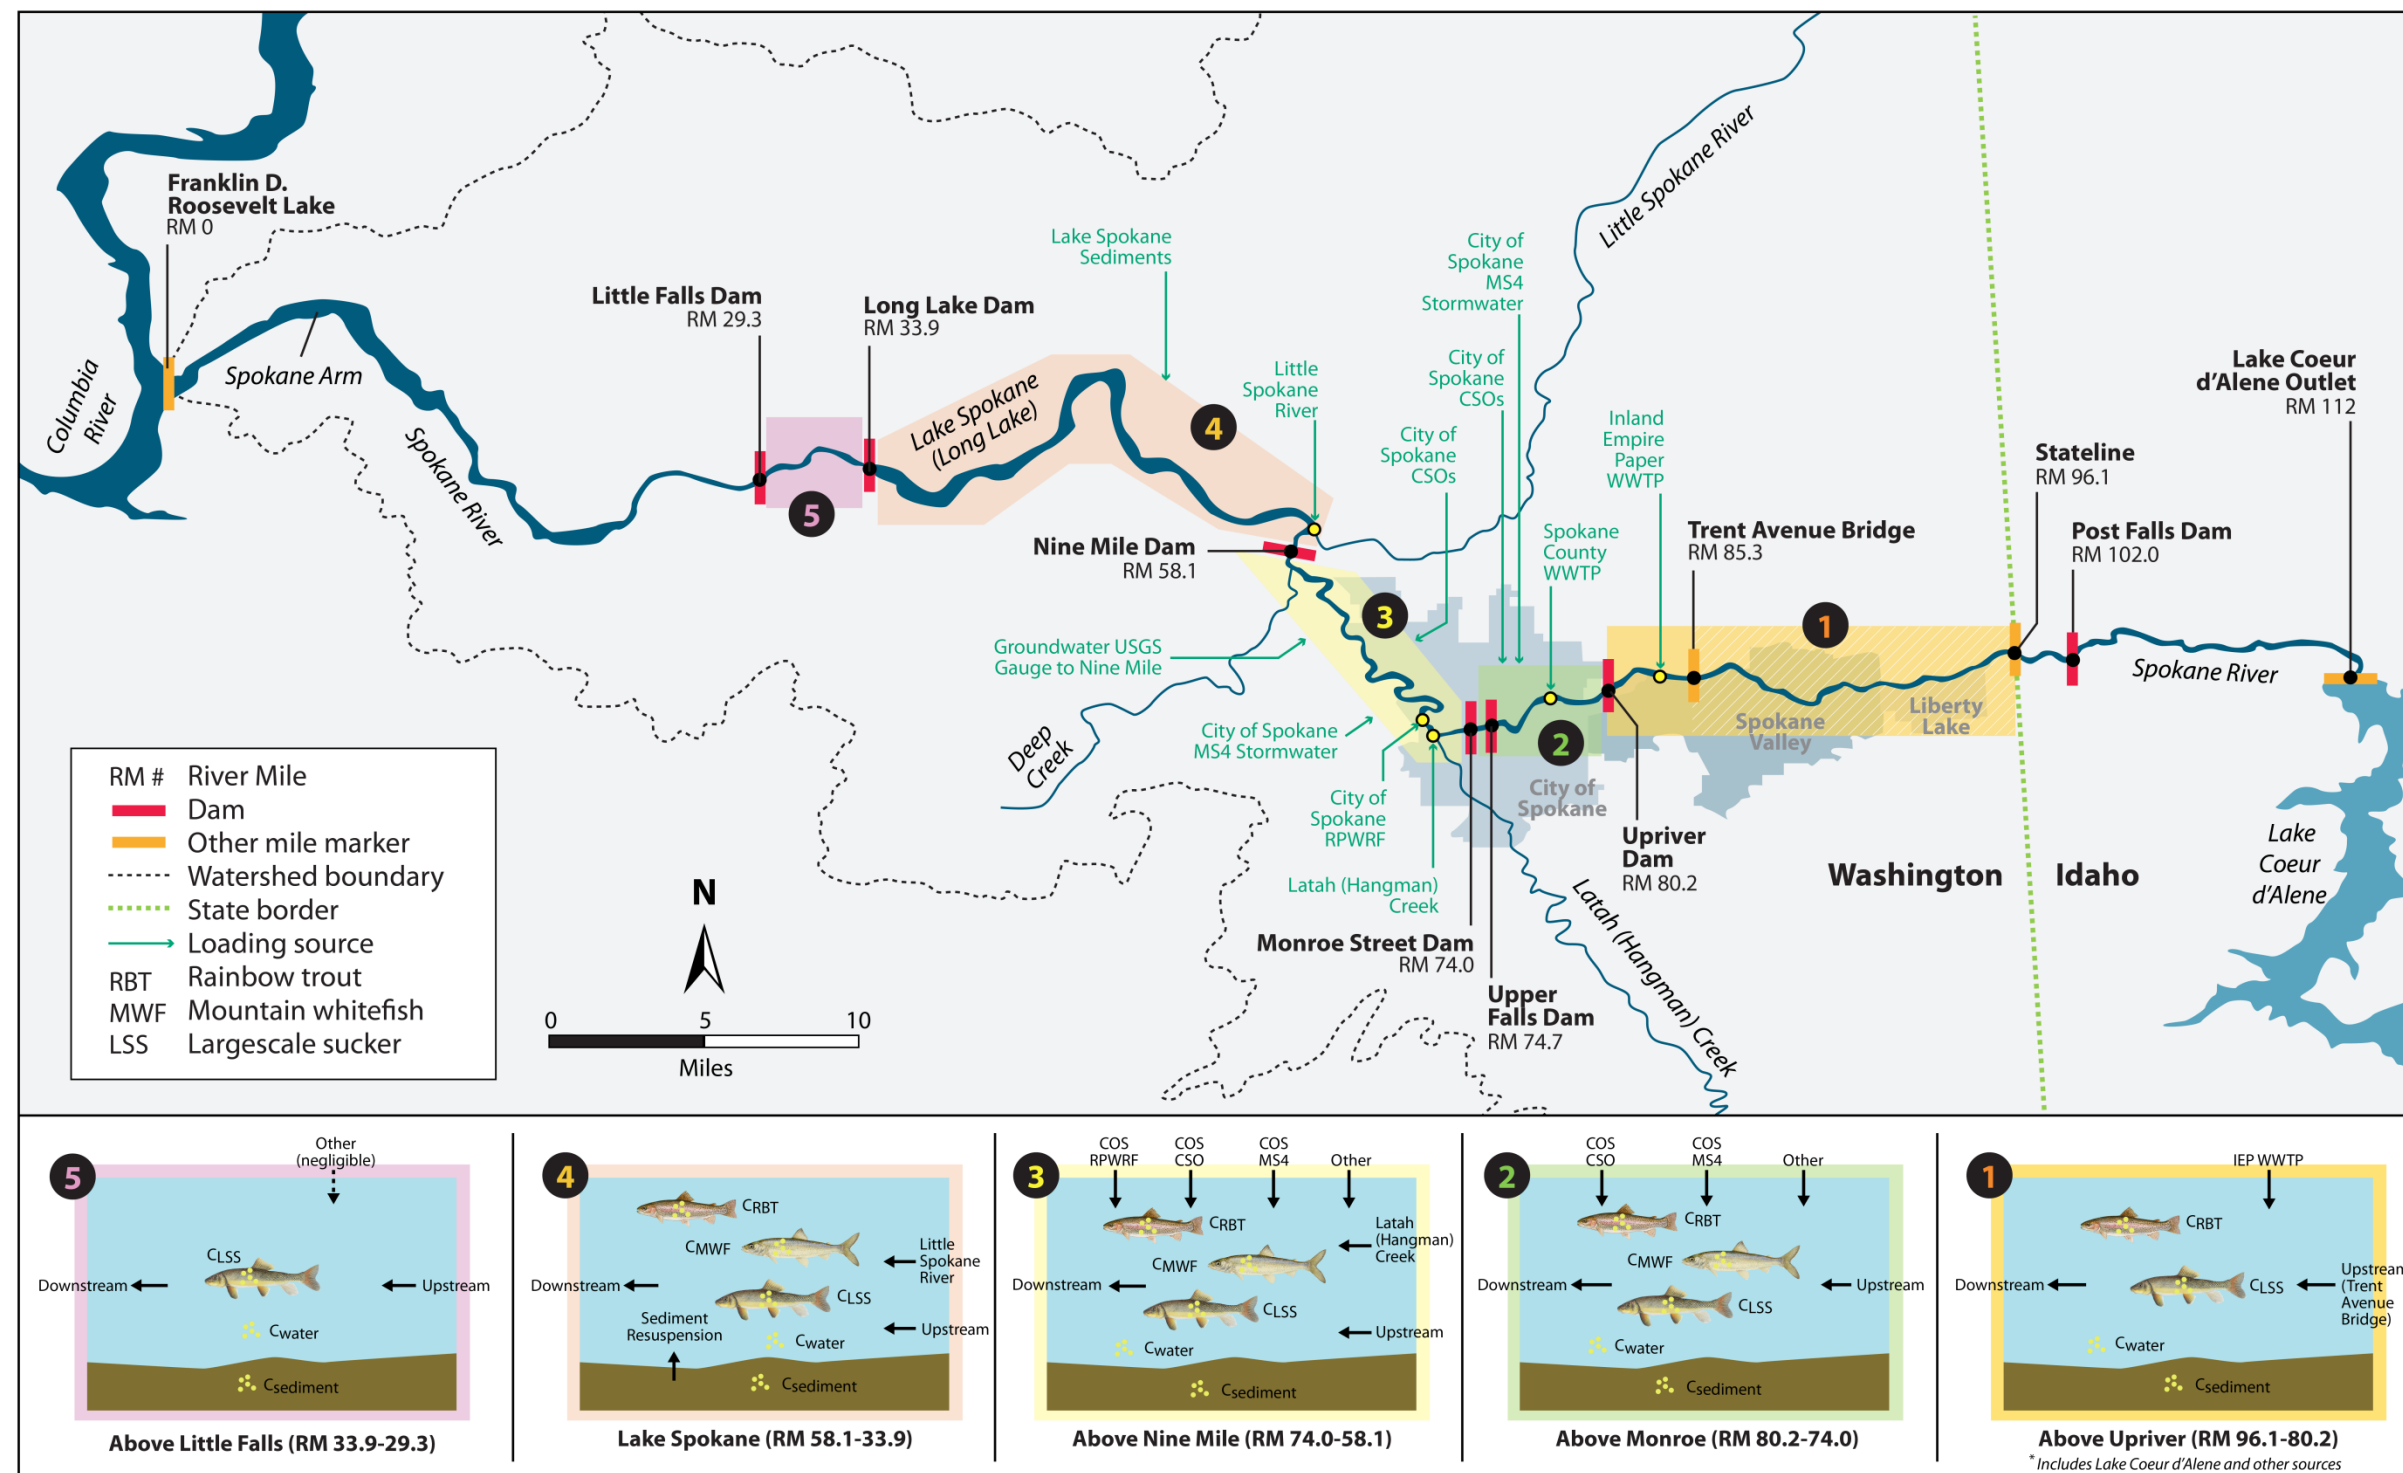 Franklin D.
Roosevelt Lake
RM 0
Columbia
River
Spokane Arm
Spokane River
Little Falls Dam
RM 29.3
Long Lake Dam
RM 33.9
Lake Spokane
(Long Lake)
Lake Spokane
Sediments
4
5
Little
Spokane
River
City of
Spokane
MS4
Stormwater
City of
Spokane
CSOs
City of
Spokane
CSOs
Inland
Empire
Paper
WWTP
Spokane
County
WWTP
Little Spokane River
Nine Mile Dam
RM 58.1
3
Groundwater USGS
Gauge to Nine Mile
City of Spokane
MS4 Stormwater
Deep
Creek
City of
Spokane
RPWRF
Latah (Hangman)
Creek
Monroe Street Dam
RM 74.0
Upper
Falls Dam
RM 74.7
Latah (Hangman) Creek
2
City of
Spokane
Upriver
Dam
RM 80.2
Trent Avenue Bridge
RM 85.3
1
Spokane
Valley
Liberty
Lake
Stateline
RM 96.1
Post Falls Dam
RM 102.0
Lake Coeur
d’Alene Outlet
RM 112
Spokane River
Washington
Idaho
Lake
Coeur
d’Alene
RM # River Mile
Dam
Other mile marker
Watershed boundary
State border
Loading source
RBT Rainbow trout
MWF Mountain whitefish
LSS Largescale sucker
N
0 5 10
Miles
5
Other
(negligible)
CLSS
Downstream
Upstream
Cwater
Csediment
Above Little Falls (RM 33.9-29.3)
4
CRBT
CMWF
Little
Spokane
River
Downstream
CLSS
Sediment
Resuspension
Upstream
Cwater
Csediment
Lake Spokane (RM 58.1-33.9)
3
COS
RPWRF
COS
CSO
COS
MS4
Other
CRBT
Latah
(Hangman)
Creek
CMWF
Downstream
CLSS
Upstream
Cwater
Csediment
Above Nine Mile (RM 74.0-58.1)
2
COS
CSO
COS
MS4
Other
CRBT
CMWF
Downstream
Upstream
CLSS
Cwater
Csediment
Above Monroe (RM 80.2-74.0)
1
IEP WWTP
CRBT
Downstream
CLSS
Upstream
(Trent
Avenue
Bridge)
Cwater
Csediment
Above Upriver (RM 96.1-80.2)
* Includes Lake Coeur d’Alene and other sources